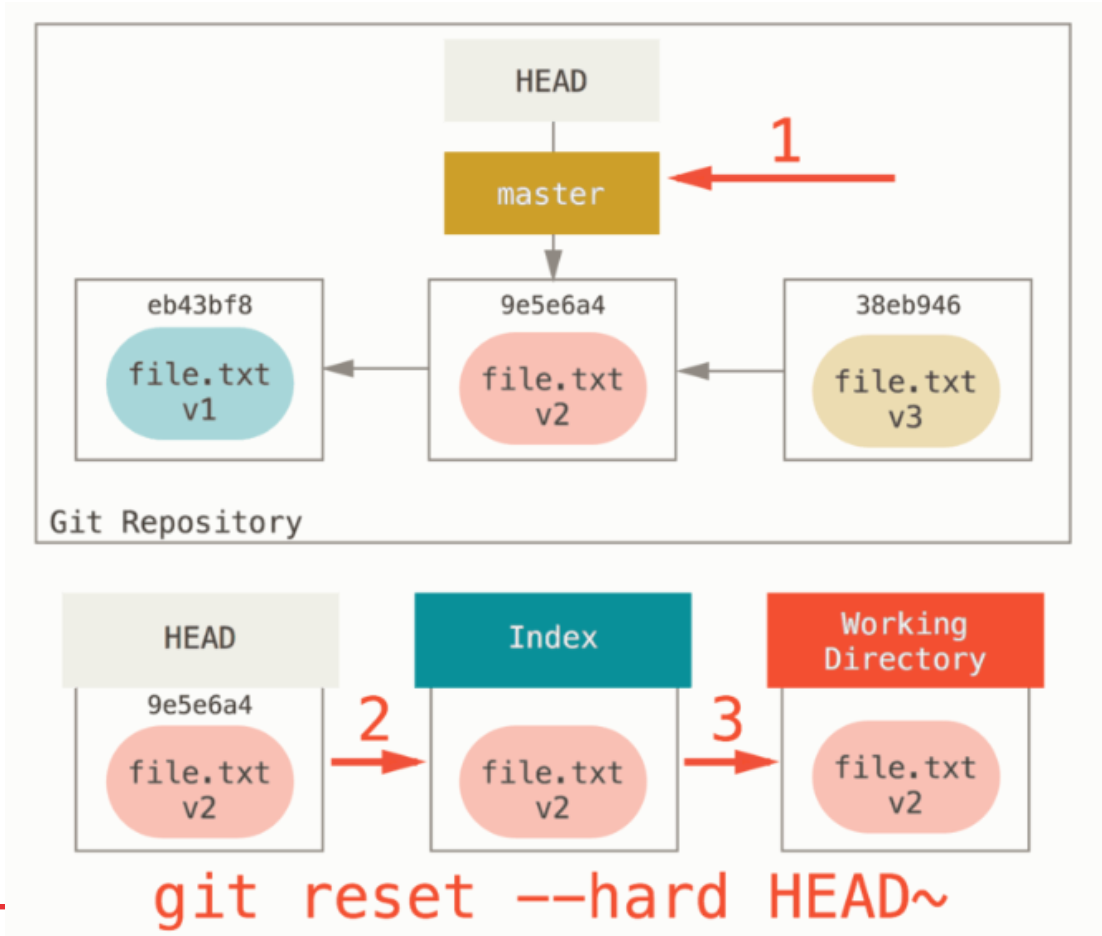 HEAD
1
master
eb43bf8
9e5e6a4
38eb946
file.txt
v1
file.txt
v2
file.txt
v3
Git Repository
HEAD
Index
Working
Directory
9e5e6a4
2
3
file.txt
v2
file.txt
v2
file.txt
v2
git reset --hard HEAD~